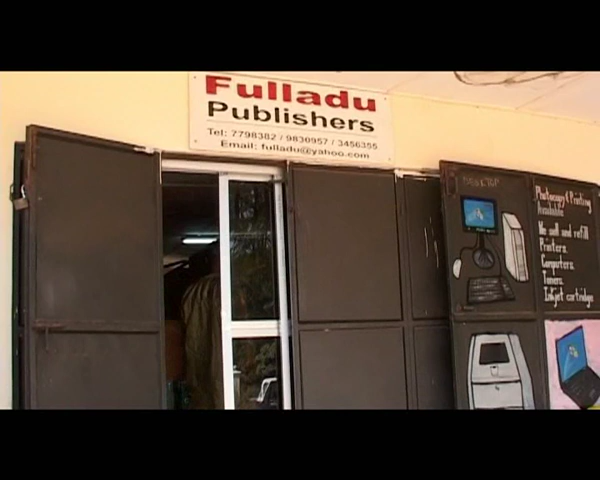 Fulladu
Publishers
Tel: 7798382 / 9830957 / 3456355
Email: fulladu@yahoo.com
DESKTOP
Photocopy & Printing
Available
We sell and refill
Printers.
Computers.
Toners.
Inkjet cartridge